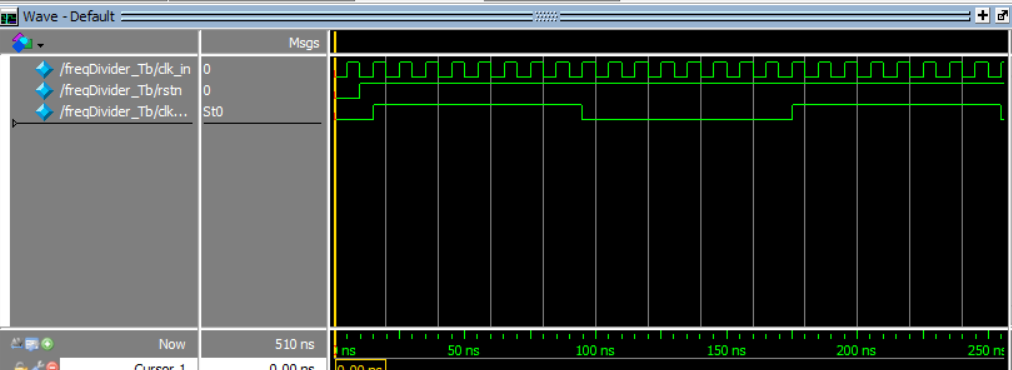 Wave - Default
Msgs
/freqDivider_Tb/clk_in 0
/freqDivider_Tb/rstn 0
/freqDivider_Tb/clk... St0
Now 510 ns
ns 50 ns 100 ns 150 ns 200 ns 250 ns
Cursor 1 0.00 ns 0.00 ns